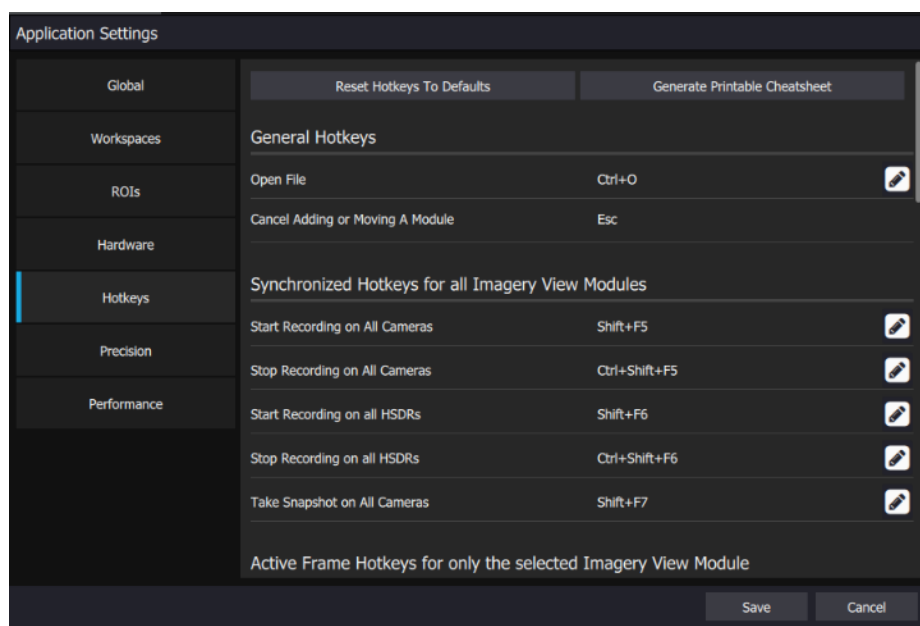 Application Settings
Global
Workspaces
ROIs
Hardware
Hotkeys
Precision
Performance
Reset Hotkeys To Defaults
Generate Printable Cheatsheet
General Hotkeys
Open File Ctrl+O
Cancel Adding or Moving A Module Esc
Synchronized Hotkeys for all Imagery View Modules
Start Recording on All Cameras Shift+F5
Stop Recording on All Cameras Ctrl+Shift+F5
Start Recording on all HSDRs Shift+F6
Stop Recording on all HSDRs Ctrl+Shift+F6
Take Snapshot on All Cameras Shift+F7
Active Frame Hotkeys for only the selected Imagery View Module
Save
Cancel